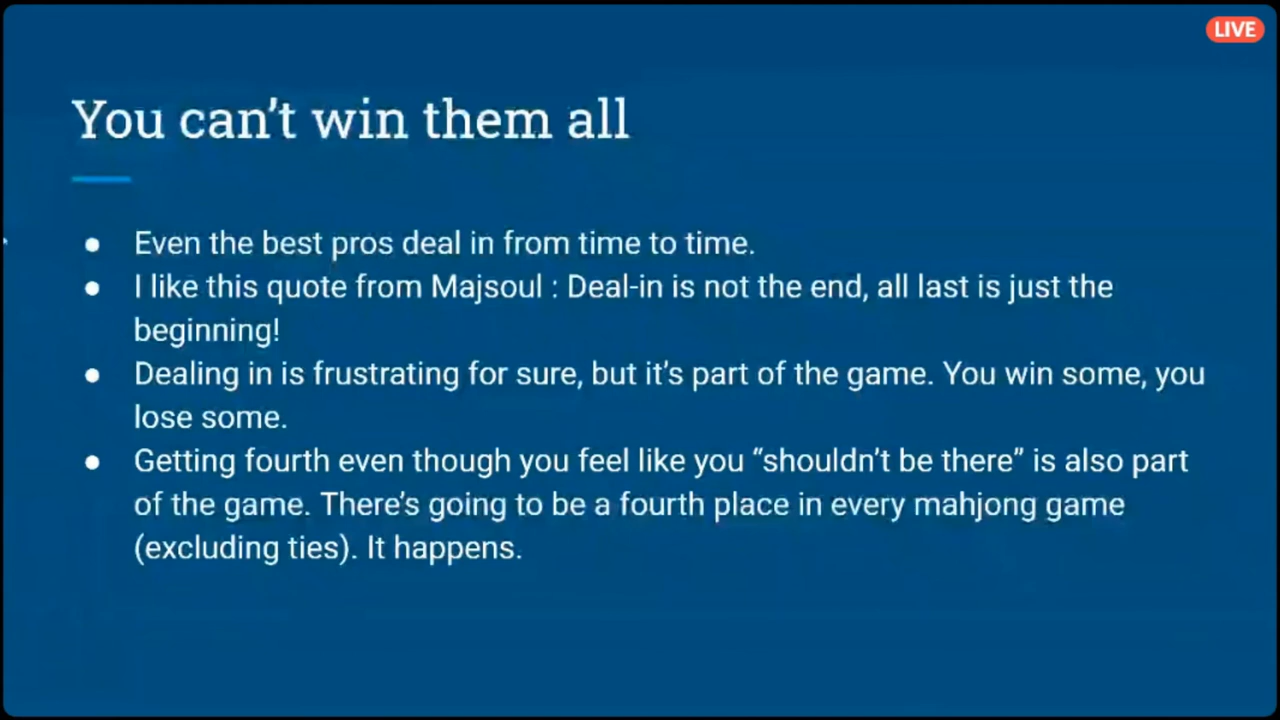 LIVE
You can't win them all
● Even the best pros deal in from time to time.
● I like this quote from Majsoul : Deal-in is not the end, all last is just the
beginning!
● Dealing in is frustrating for sure, but it's part of the game. You win some, you
lose some.
● Getting fourth even though you feel like you “shouldn't be there” is also part
of the game. There's going to be a fourth place in every mahjong game
(excluding ties). It happens.